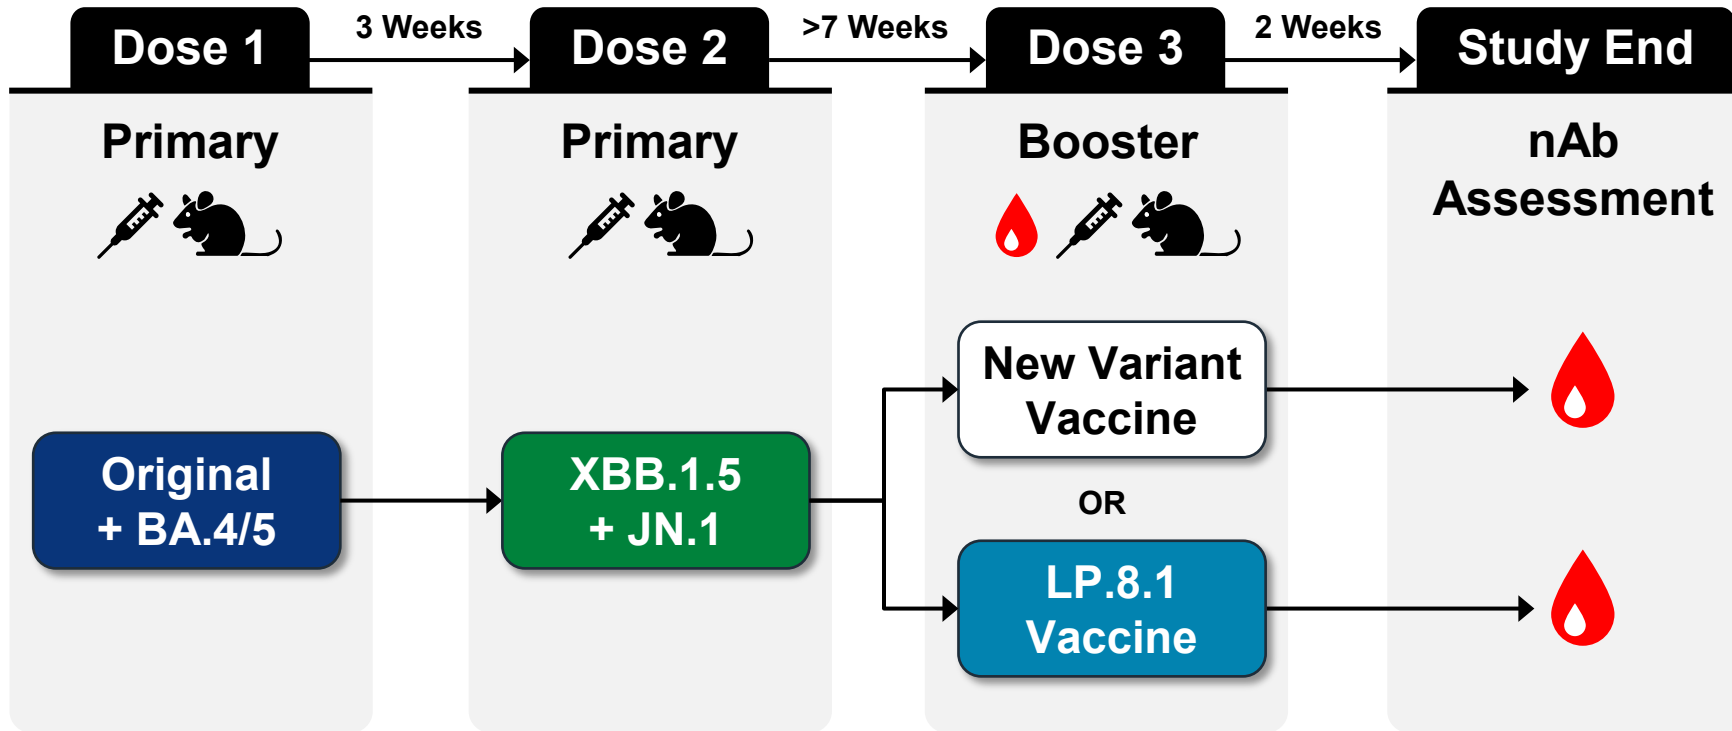 Dose 1
3 Weeks
Dose 2
>7 Weeks
Dose 3
2 Weeks
Study End
Primary
Primary
Booster
nAb
Assessment
Original
+ BA.4/5
XBB.1.5
+ JN.1
New Variant
Vaccine
OR
LP.8.1
Vaccine